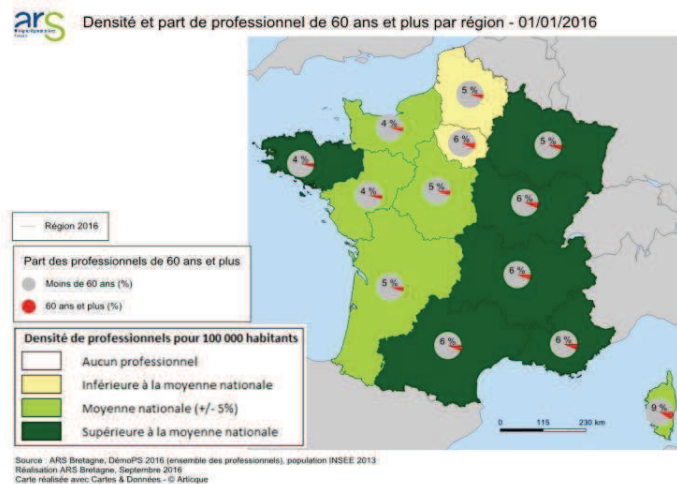 ars
Densité et part de professionnel de 60 ans et plus par région - 01/01/2016
5 %
4 %
6 %
5 %
4 %
4 %
5 %
6 %
6 %
5 %
6 %
6 %
9 %
Région 2016
Part des professionnels de 60 ans et plus
Moins de 60 ans (%)
60 ans et plus (%)
Densité de professionnels pour 100 000 habitants
Aucun professionnel
Inférieure à la moyenne nationale
Moyenne nationale (+/- 5%)
Supérieure à la moyenne nationale
0 115 230 km
Source : ARS Bretagne, DémoPS 2016 (ensemble des professionnels), population INSEE 2013
Réalisation ARS Bretagne, Septembre 2016
Carte réalisée avec Cartes & Données - © Articque